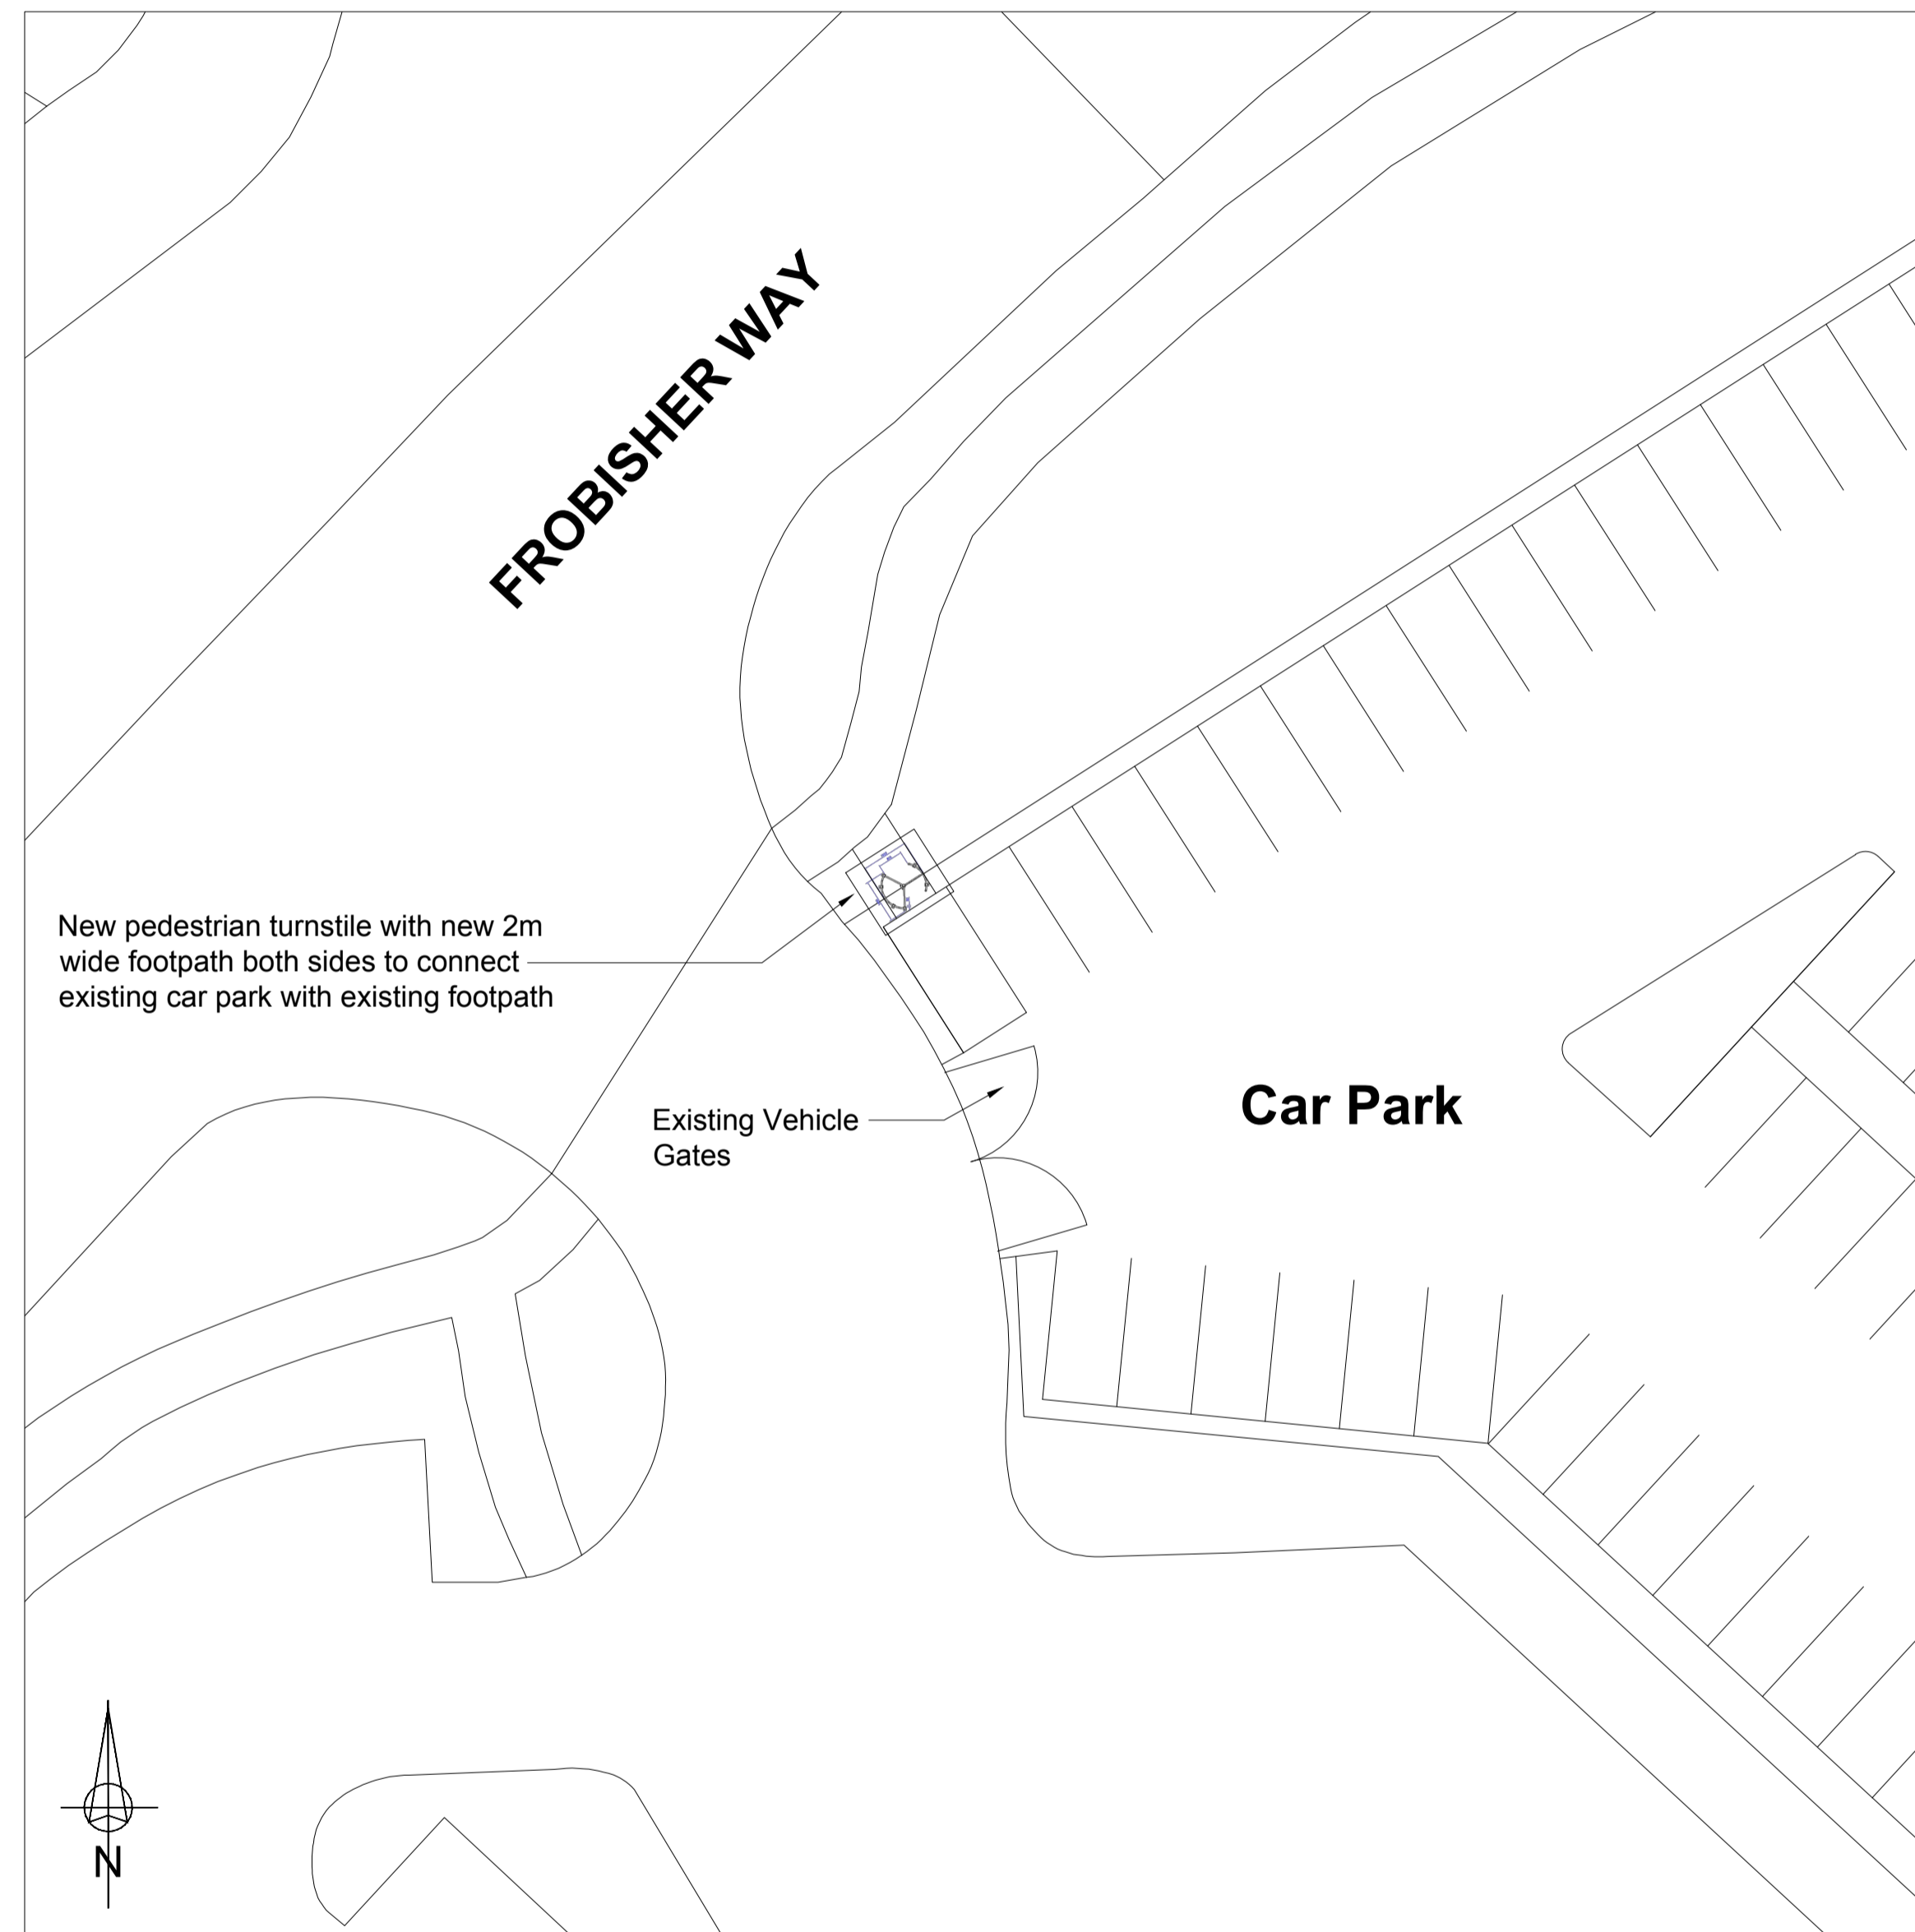 FROBISHER WAY
New pedestrian turnstile with new 2m
wide footpath both sides to connect
existing car park with existing footpath
Existing Vehicle
Gates
Car Park
N